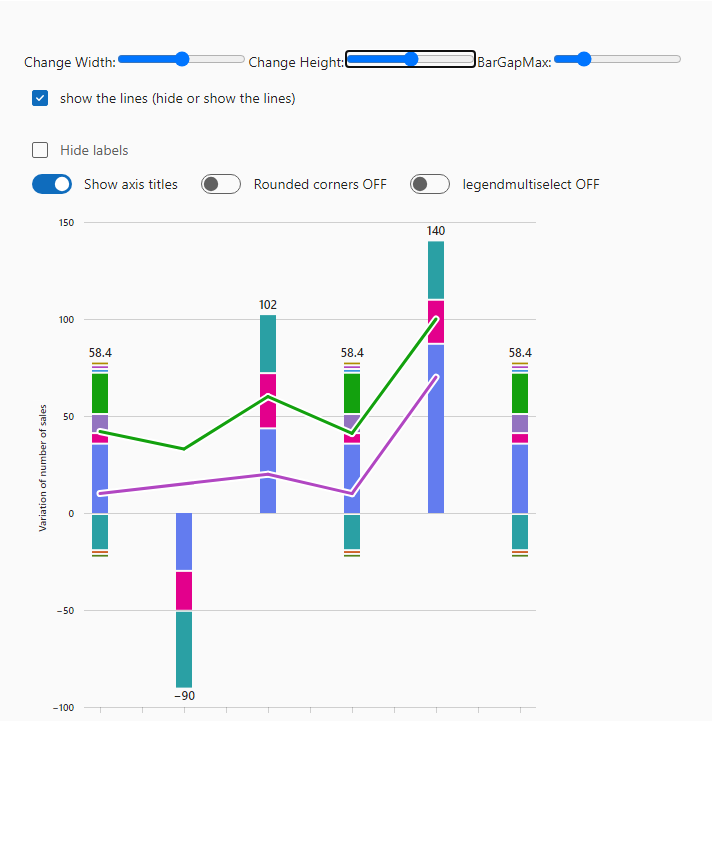 Change Width: Change Height: BarGapMax:
show the lines (hide or show the lines)
Hide labels
Show axis titles Rounded corners OFF legendmultiselect OFF
150
140
102
100
58.4 58.4 58.4
50
Variation of number of sales
0
−50
−90
−100